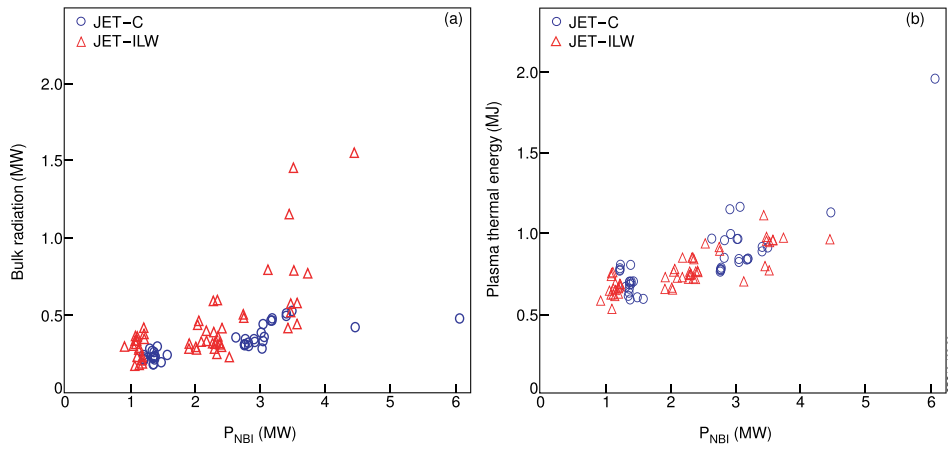 (a)
JET−C
JET−ILW
Bulk radiation (MW)
2.0
1.5
1.0
0.5
0
0 1 2 3 4 5 6
P_NBI (MW)
(b)
JET−C
JET−ILW
Plasma thermal energy (MJ)
2.0
1.5
1.0
0.5
0
0 1 2 3 4 5 6
P_NBI (MW)